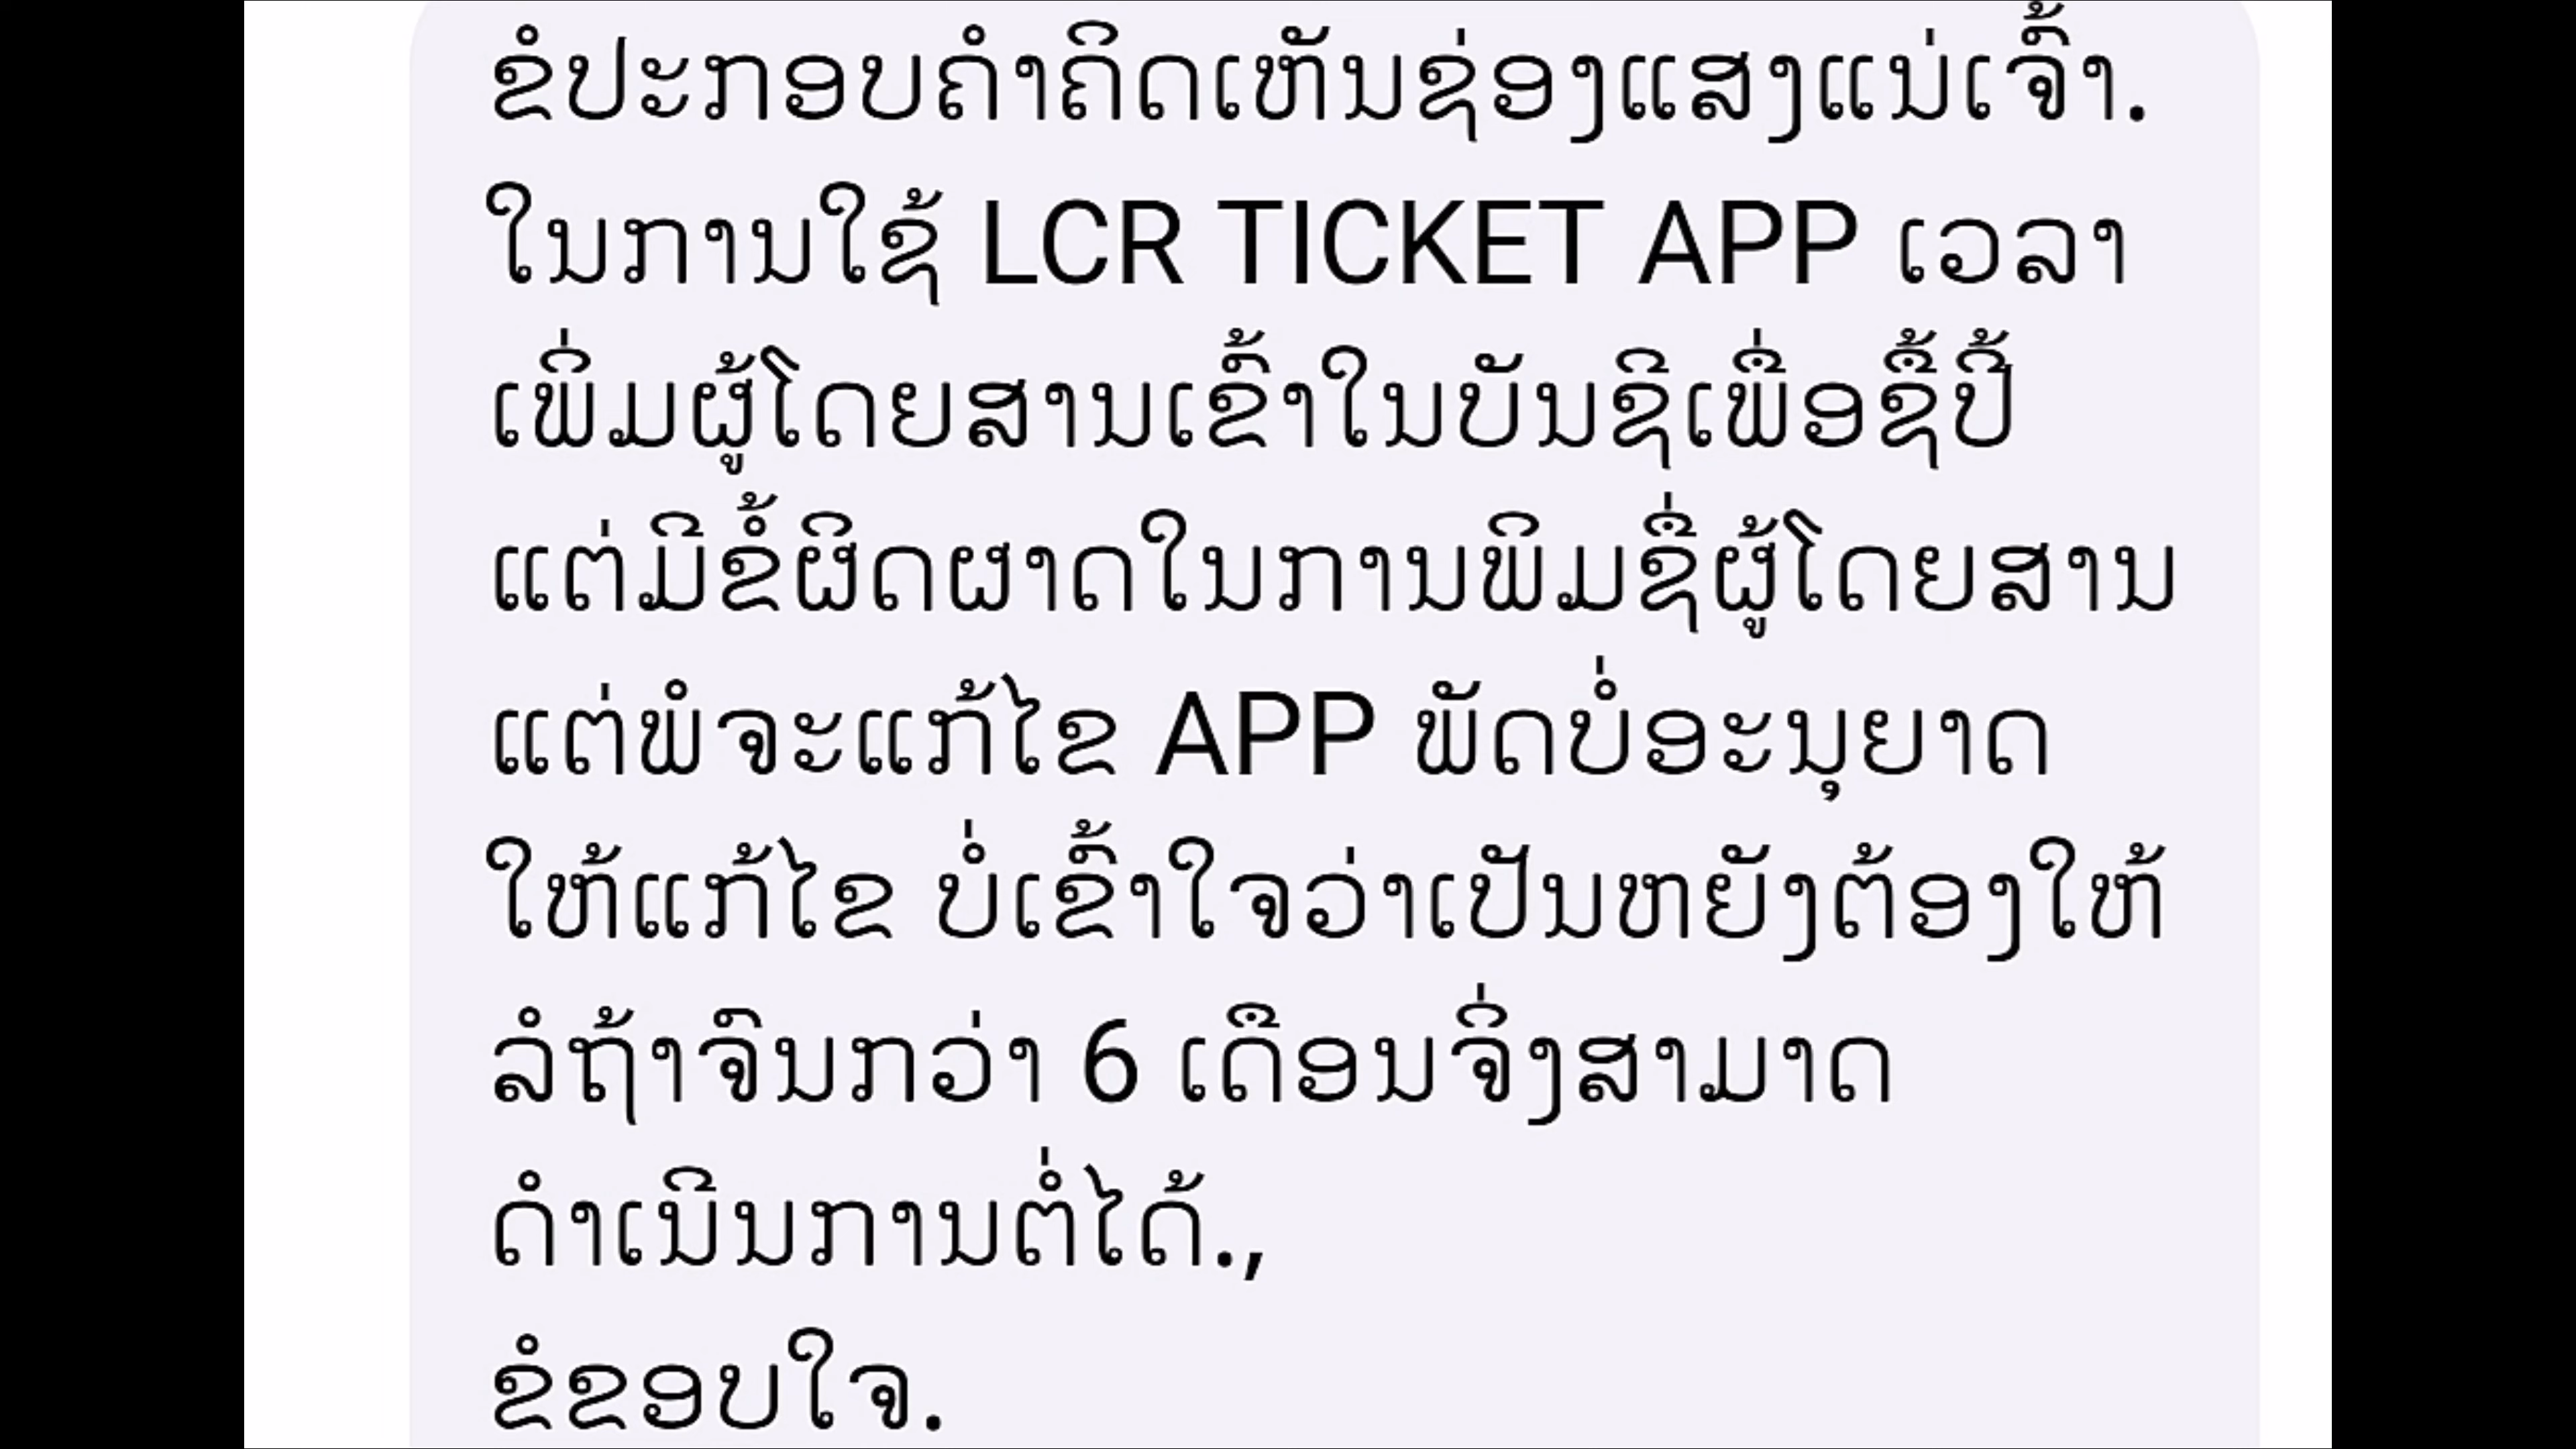 ຂໍປະກອບຄຳຄິດເຫັນຊ່ອງແສງແນ່ເຈົ້າ.
ໃນການໃຊ້ LCR TICKET APP ເວລາ
ເພິ່ມຜູ້ໂດຍສານເຂົ້າໃນບັນຊີເພື່ອຊື້ປີ້
ແຕ່ມີຂໍ້ຜິດຜາດໃນການພິມຊື່ຜູ້ໂດຍສານ
ແຕ່ພໍຈະແກ້ໄຂ APP ພັດບໍ່ອະນຸຍາດ
ໃຫ້ແກ້ໄຂ ບໍ່ເຂົ້າໃຈວ່າເປັນຫຍັງຕ້ອງໃຫ້
ລໍຖ້າຈົນກວ່າ 6 ເດືອນຈິ່ງສາມາດ
ດຳເນີນການຕໍ່ໄດ້.,
ຂໍຂອບໃຈ.